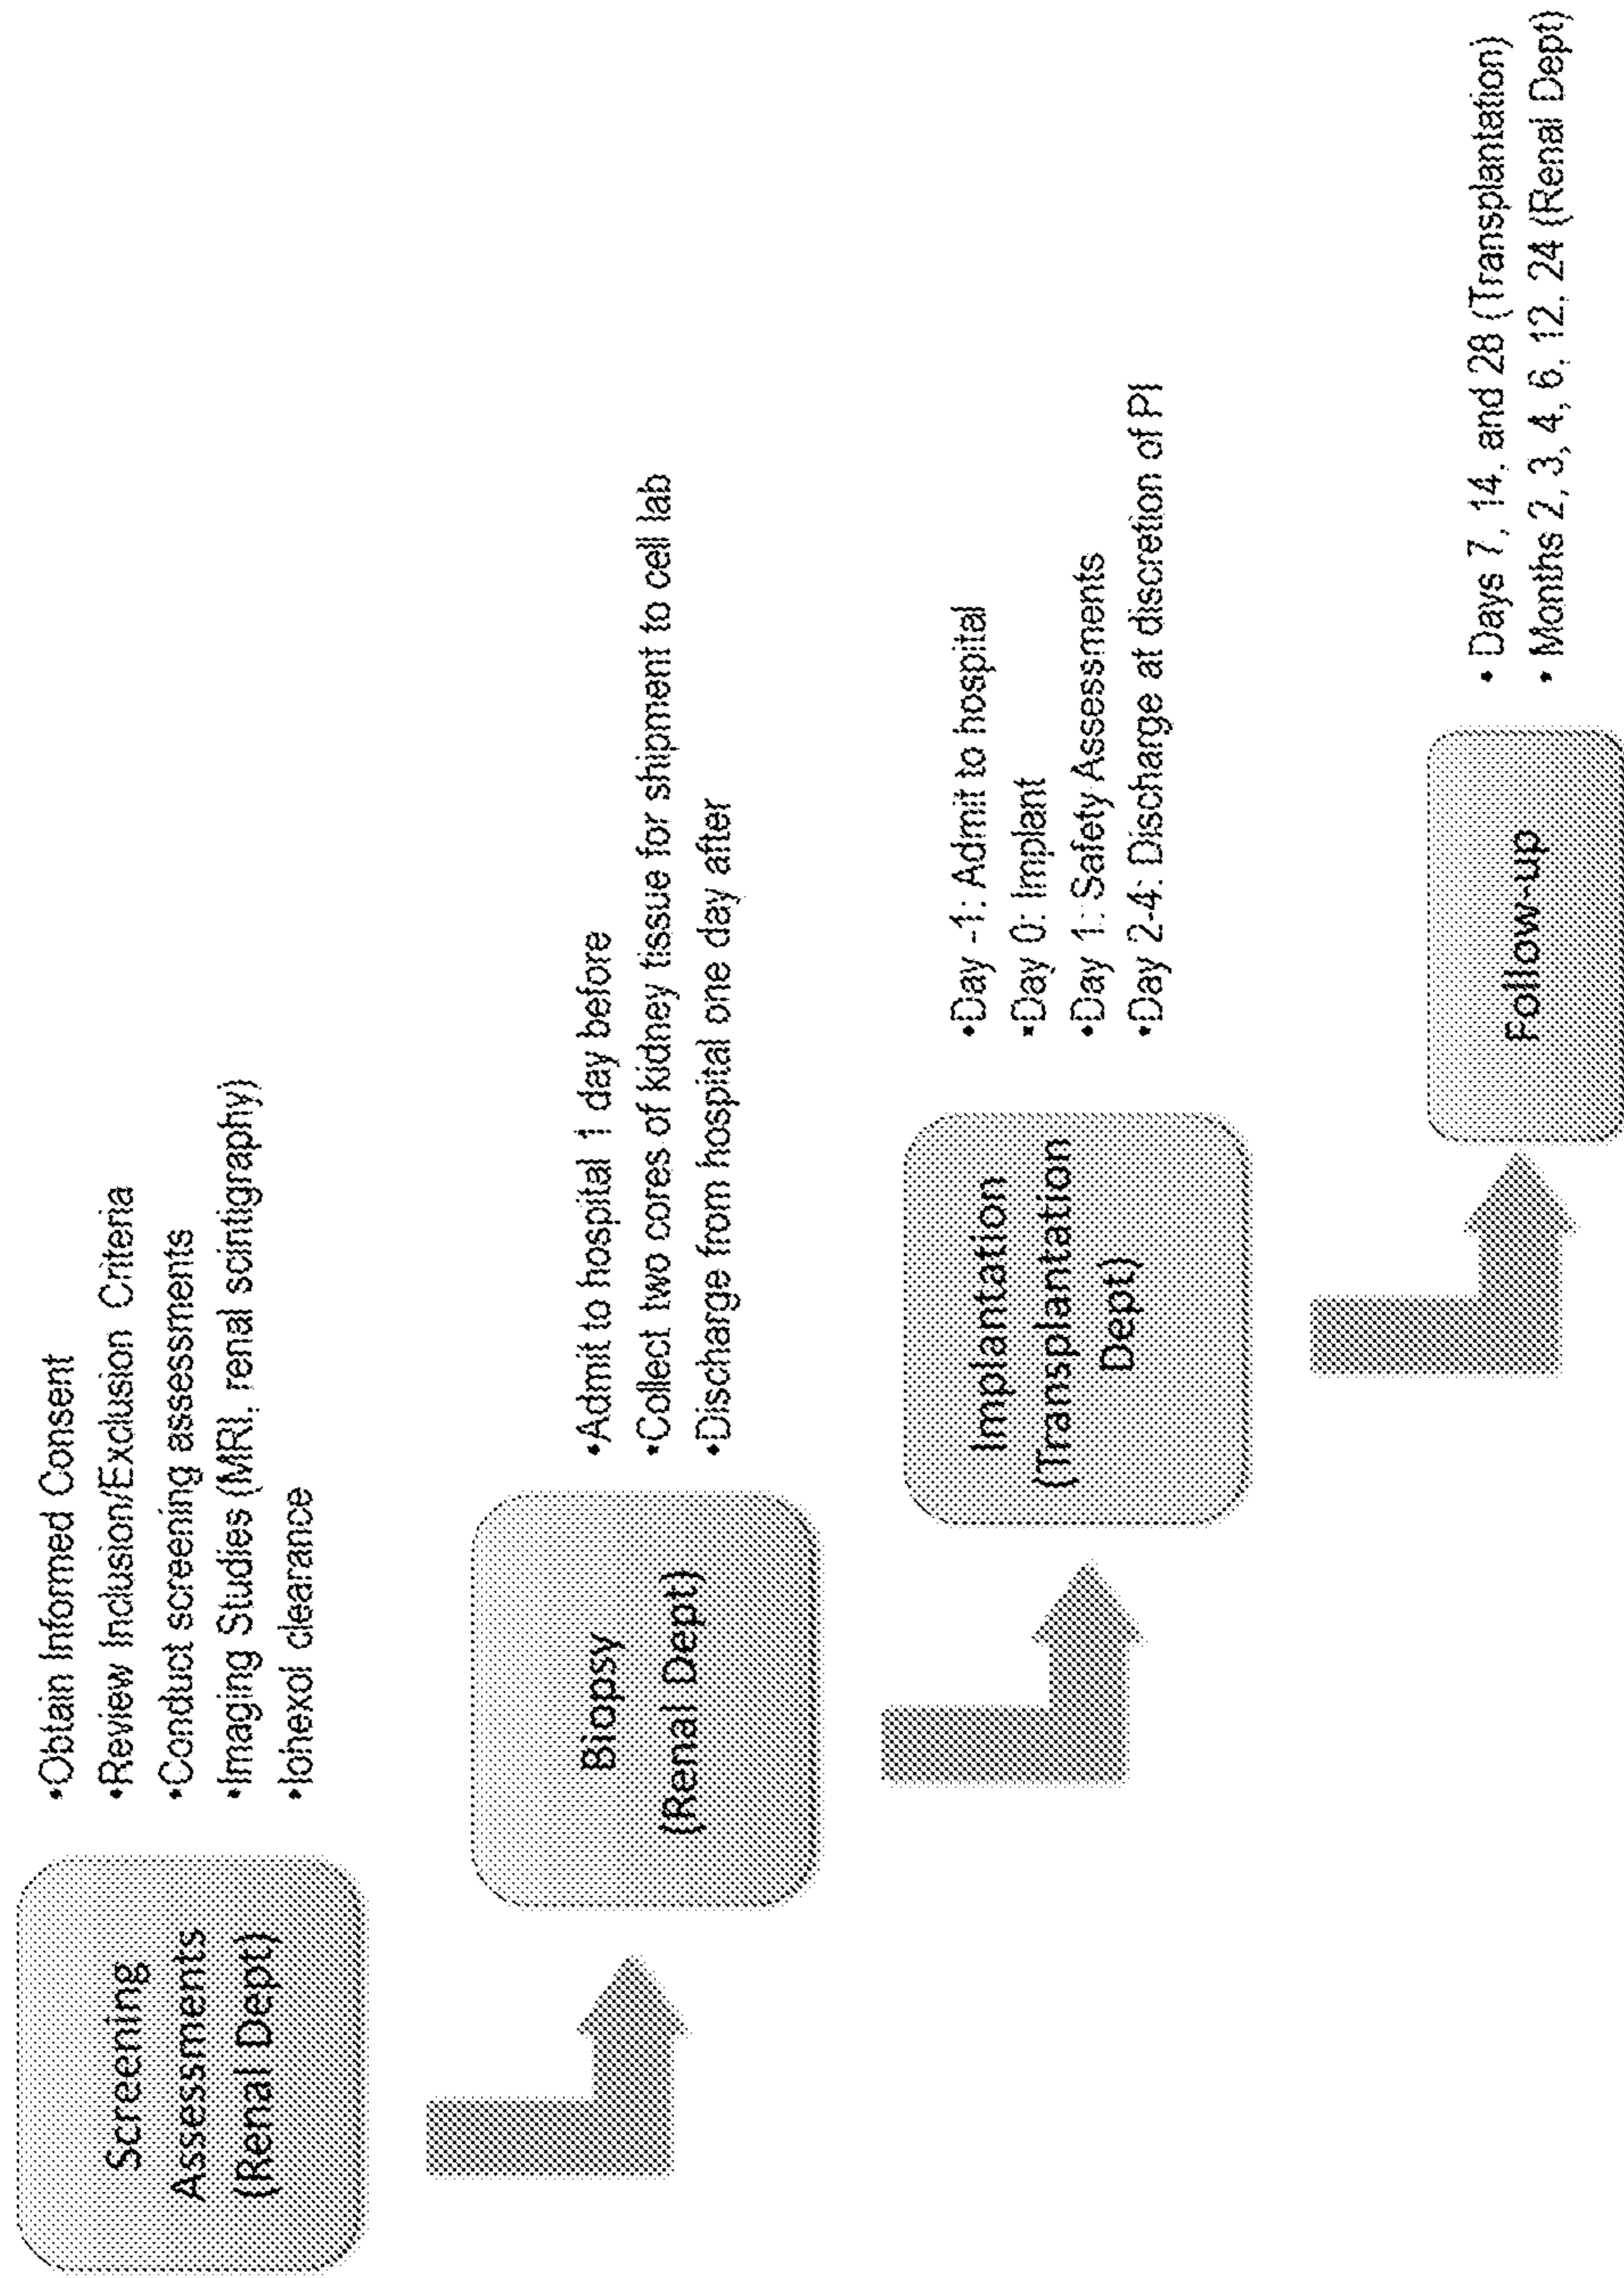 Screening
Assessments
(Renal Dept)
•Obtain Informed Consent
•Review Inclusion/Exclusion Criteria
•Conduct screening assessments
•Imaging Studies (MRI, renal scintigraphy)
•Iohexol clearance
Biopsy
(Renal Dept)
•Admit to hospital 1 day before
•Collect two cores of kidney tissue for shipment to cell lab
•Discharge from hospital one day after
Implantation
(Transplantation
Dept)
•Day -1: Admit to hospital
•Day 0: Implant
•Day 1: Safety Assessments
•Day 2-4: Discharge at discretion of PI
Follow-up
• Days 7, 14, and 28 (Transplantation)
• Months 2, 3, 4, 6, 12, 24 (Renal Dept)